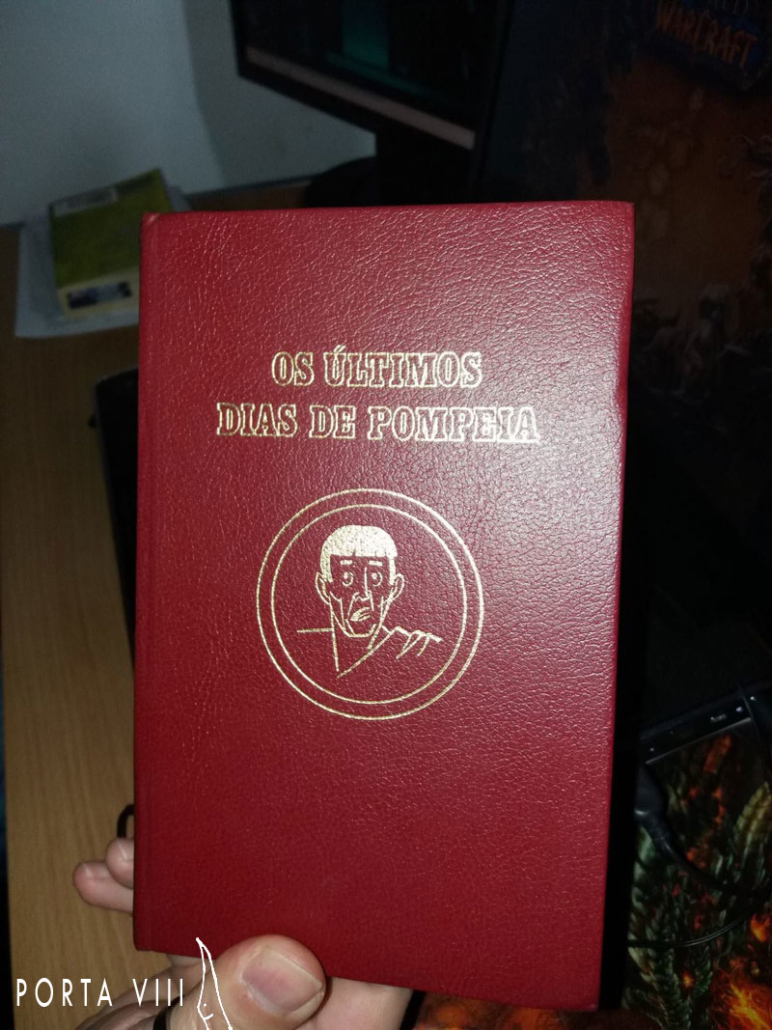 WARCRAFT
OS ÚLTIMOS
DIAS DE POMPEIA
PORTA VIII